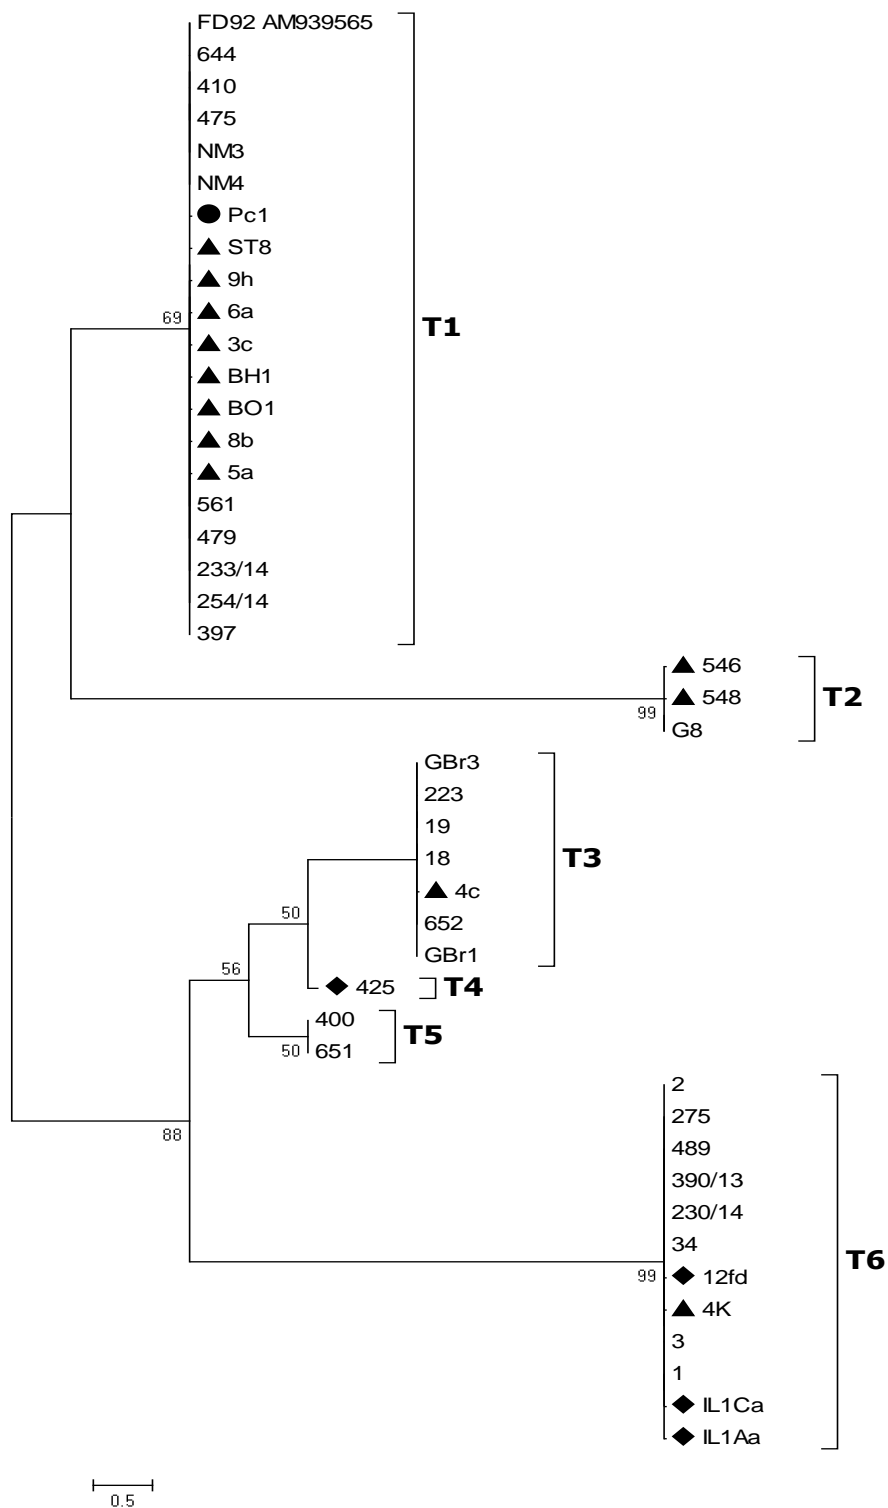 FD92 AM939565
644
410
475
NM3
NM4
Pc1
ST8
9h
6a
69
3c
T1
BH1
BO1
8b
5a
561
479
233/14
254/14
397
546
548
T2
99
G8
GBr3
223
19
18
T3
4c
50
652
GBr1
56
425
T4
400
T5
50
651
2
275
88
489
390/13
230/14
34
T6
99
12fd
4K
3
1
IL1Ca
IL1Aa
0.5